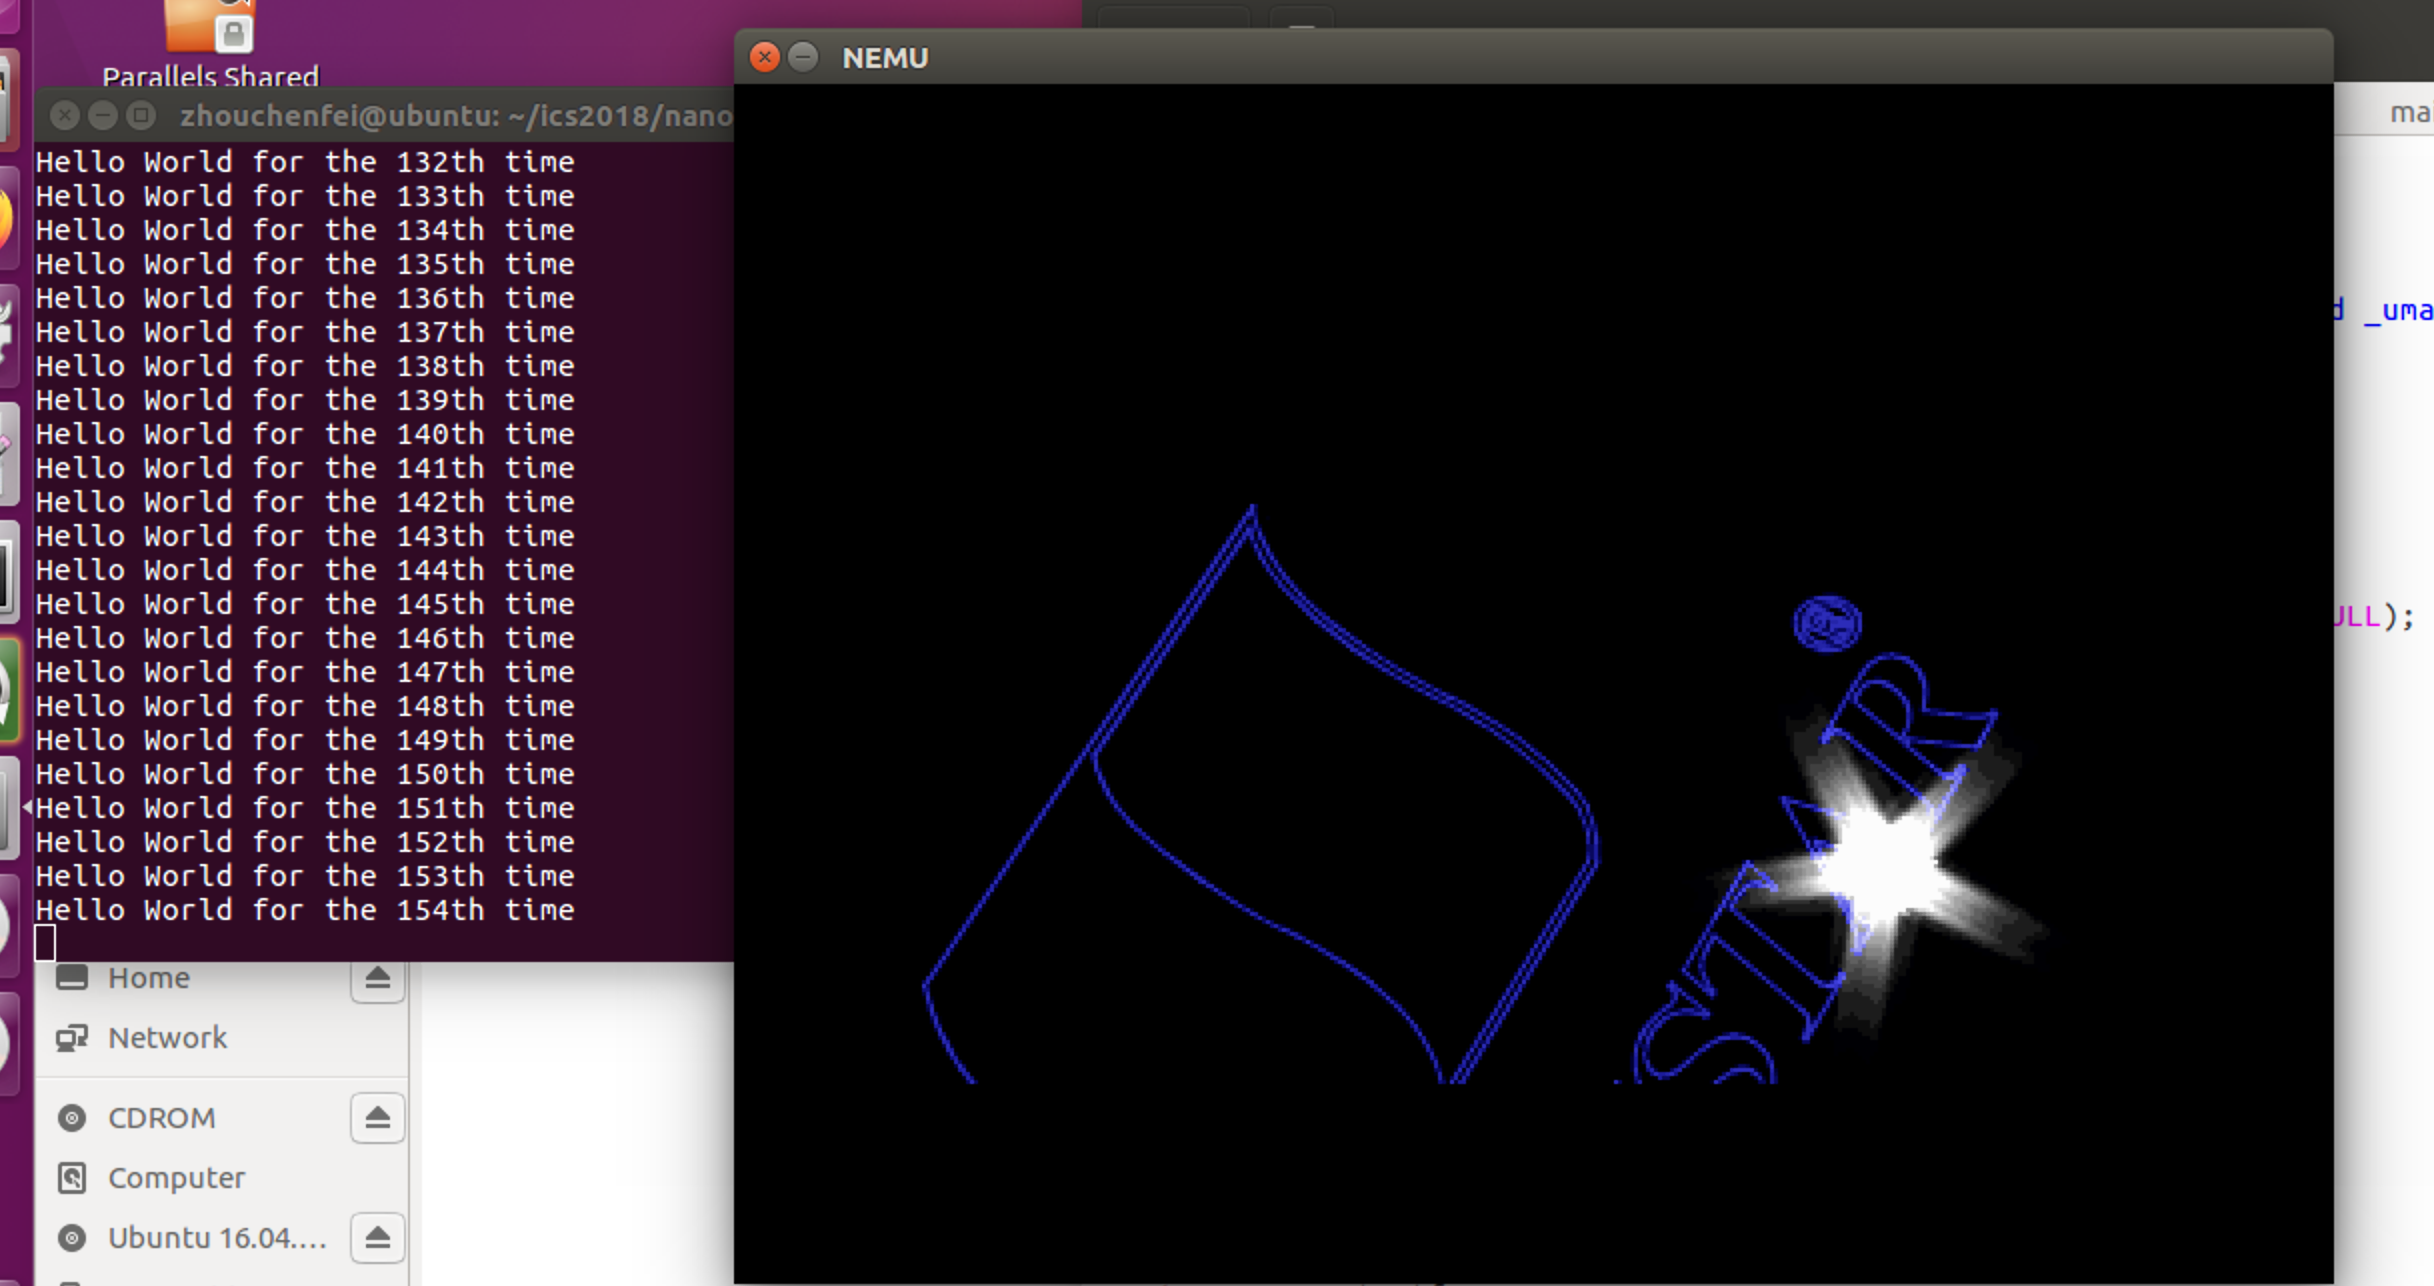 Parallels Shared
NEMU
zhouchenfei@ubuntu: ~/ics2018/nano
Hello World for the 132th time
Hello World for the 133th time
Hello World for the 134th time
Hello World for the 135th time
Hello World for the 136th time
Hello World for the 137th time
Hello World for the 138th time
Hello World for the 139th time
Hello World for the 140th time
Hello World for the 141th time
Hello World for the 142th time
Hello World for the 143th time
Hello World for the 144th time
Hello World for the 145th time
Hello World for the 146th time
Hello World for the 147th time
Hello World for the 148th time
Hello World for the 149th time
Hello World for the 150th time
Hello World for the 151th time
Hello World for the 152th time
Hello World for the 153th time
Hello World for the 154th time
Home
Network
CDROM
Computer
Ubuntu 16.04....
STAR
mai
d _uma
ULL);